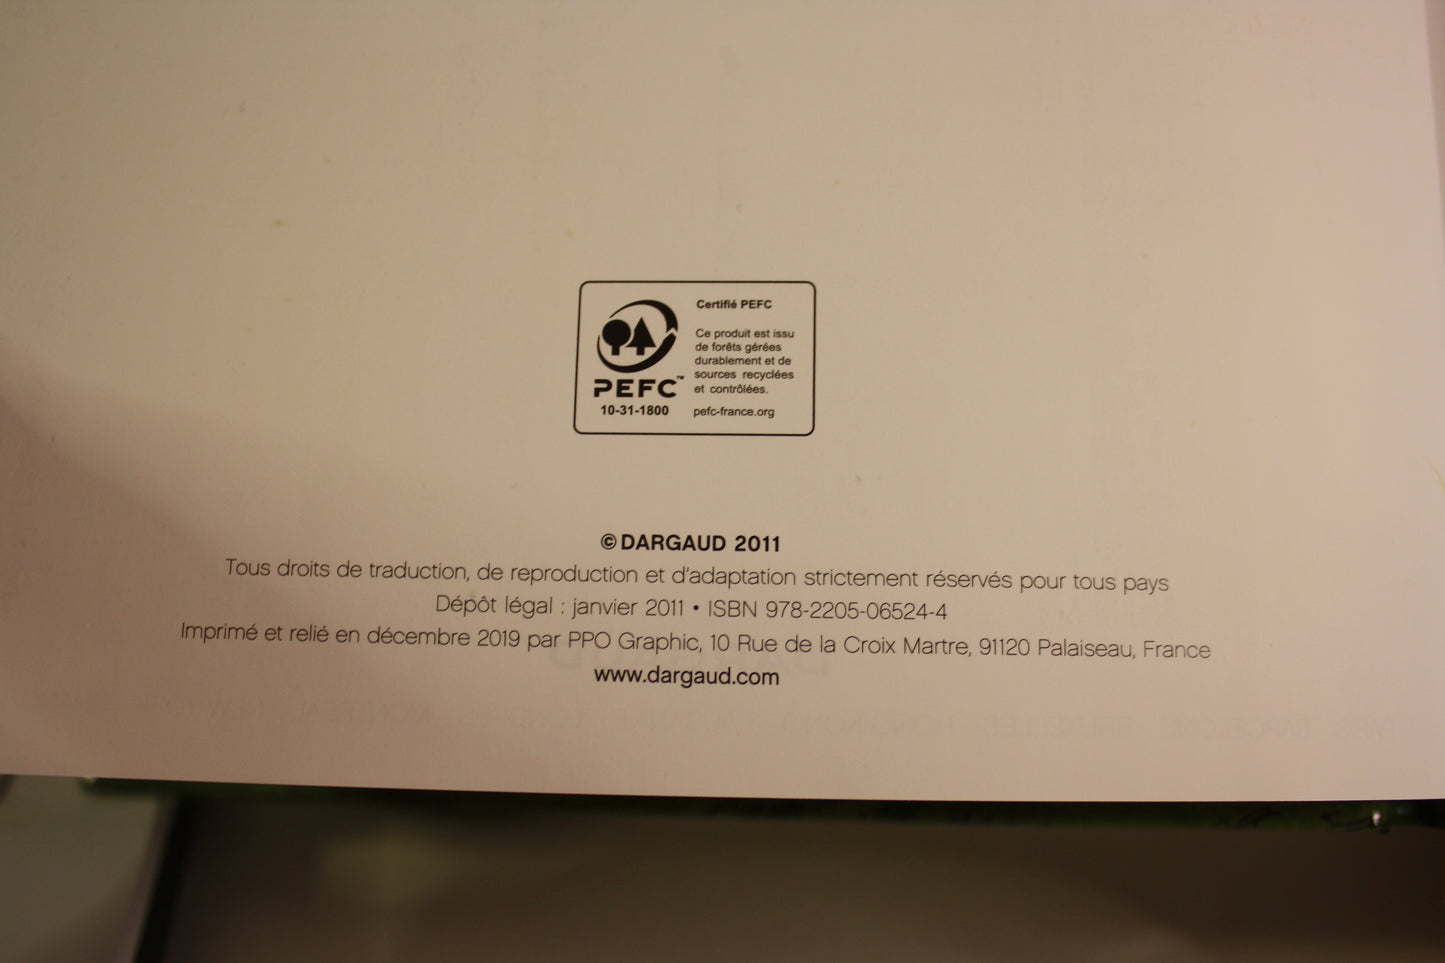 Certifié PEFC
Ce produit est issu
de forêts gérées
durablement et de
sources recyclées
et contrôlées.
pefc-france.org
PEFC™
10-31-1800
© DARGAUD 2011
Tous droits de traduction, de reproduction et d'adaptation strictement réservés pour tous pays
Dépôt légal : janvier 2011 • ISBN 978-2205-06524-4
Imprimé et relié en décembre 2019 par PPO Graphic, 10 Rue de la Croix Martre, 91120 Palaiseau, France
www.dargaud.com